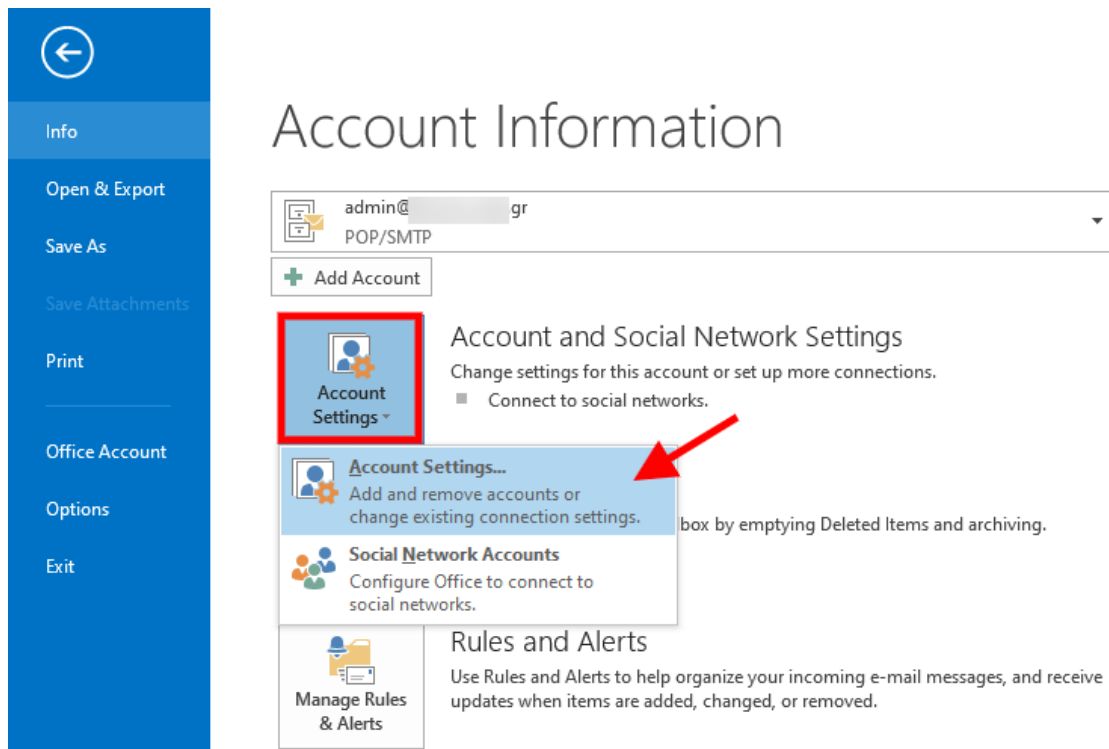 Info
Open & Export
Save As
Save Attachments
Print
Office Account
Options
Exit
Account Information
admin@ gr
POP/SMTP
Add Account
Account
Settings
Account and Social Network Settings
Change settings for this account or set up more connections.
Connect to social networks.
Account Settings...
Add and remove accounts or
change existing connection settings.
box by emptying Deleted Items and archiving.
Social Network Accounts
Configure Office to connect to
social networks.
Manage Rules
& Alerts
Rules and Alerts
Use Rules and Alerts to help organize your incoming e-mail messages, and receive
updates when items are added, changed, or removed.